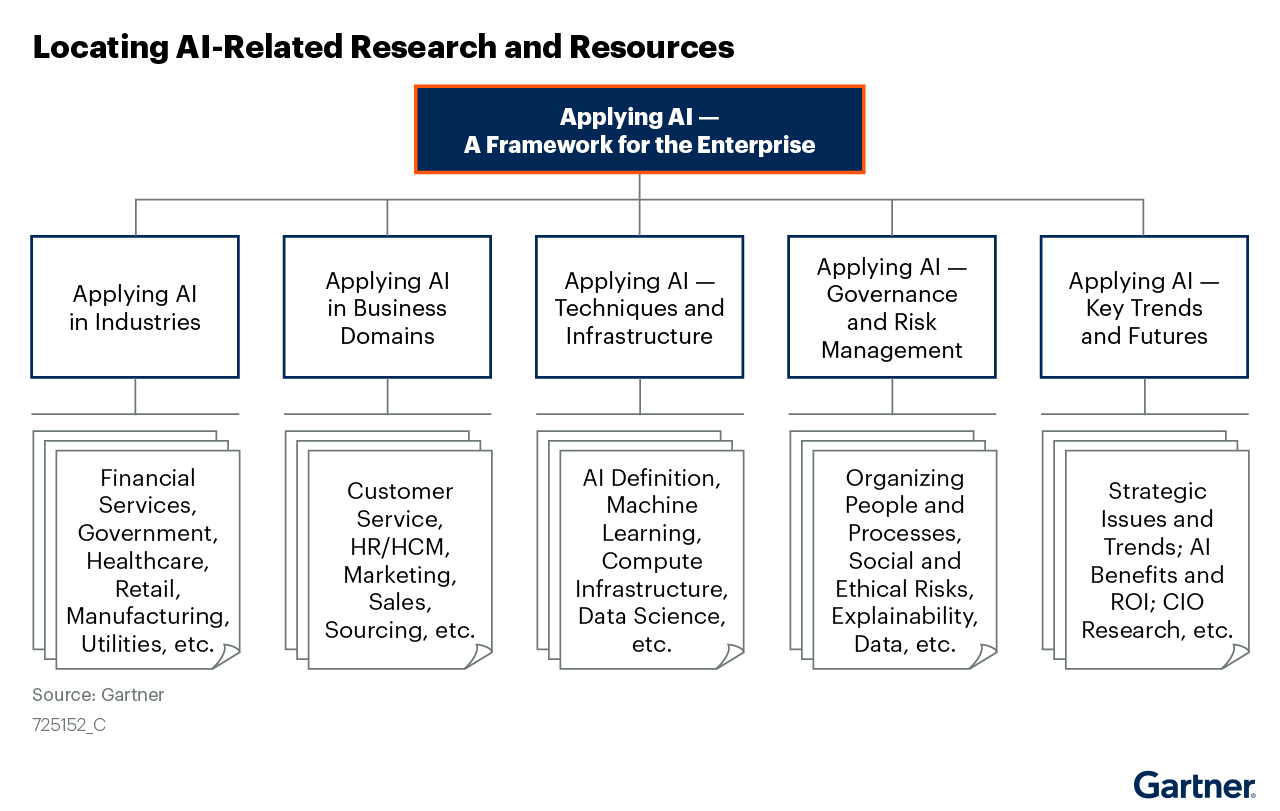 Locating AI-Related Research and Resources
Applying AI —
A Framework for the Enterprise
Applying AI
in Industries
Applying AI
in Business
Domains
Applying AI —
Techniques and
Infrastructure
Applying AI —
Governance
and Risk
Management
Applying AI —
Key Trends
and Futures
Financial
Services,
Government,
Healthcare,
Retail,
Manufacturing,
Utilities, etc.
Customer
Service,
HR/HCM,
Marketing,
Sales,
Sourcing, etc.
AI Definition,
Machine
Learning,
Compute
Infrastructure,
Data Science,
etc.
Organizing
People and
Processes,
Social and
Ethical Risks,
Explainability,
Data, etc.
Strategic
Issues and
Trends; AI
Benefits and
ROI; CIO
Research, etc.
Source: Gartner
725152_C
Gartner®